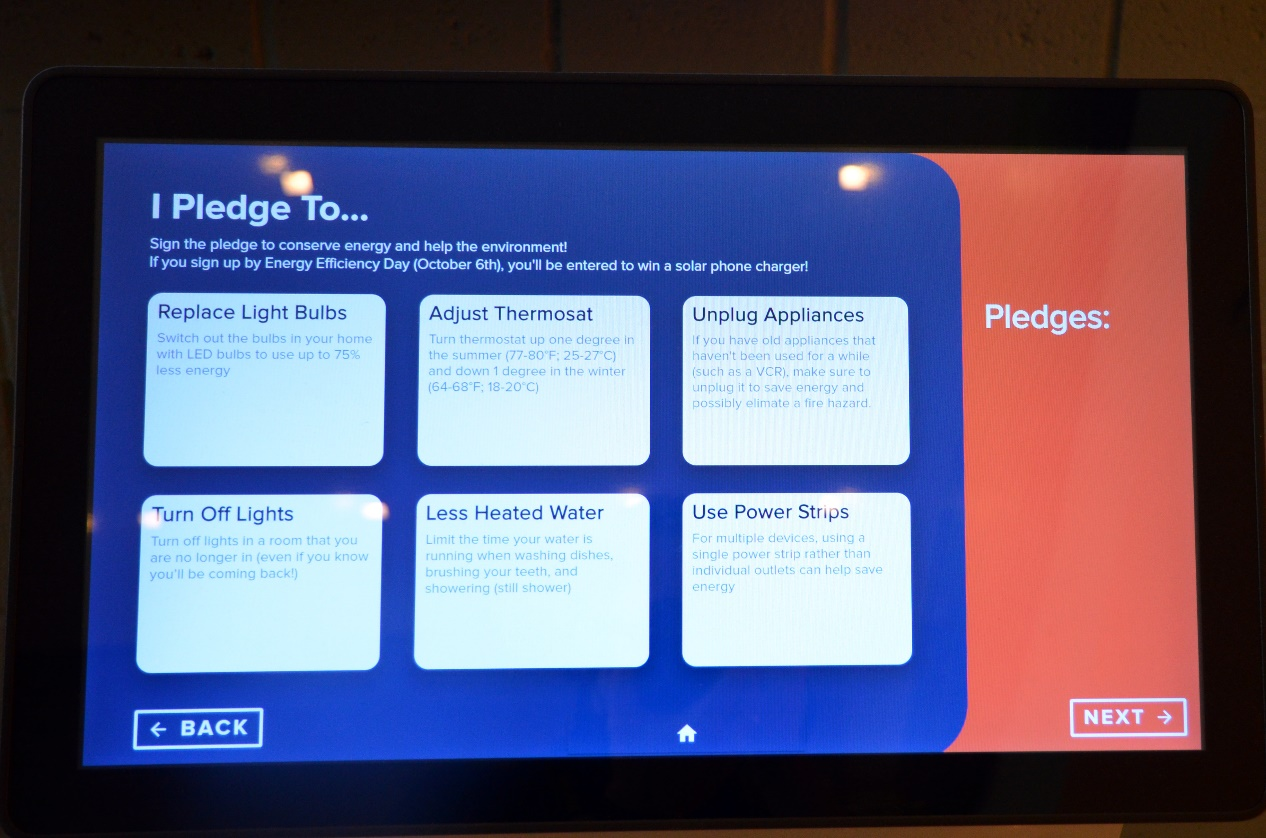 I Pledge To...
Sign the pledge to conserve energy and help the environment!
If you sign up by Energy Efficiency Day (October 6th), you'll be entered to win a solar phone charger!
Replace Light Bulbs
Switch out the bulbs in your home
with LED bulbs to use up to 75%
less energy
Adjust Thermosat
Turn thermostat up one degree in
the summer (77-80°F; 25-27°C)
and down 1 degree in the winter
(64-68°F; 18-20°C)
Unplug Appliances
If you have old appliances that
haven't been used for a while
(such as a VCR), make sure to
unplug it to save energy and
possibly elimate a fire hazard.
Turn Off Lights
Turn off lights in a room that you
are no longer in (even if you know
you'll be coming back!)
Less Heated Water
Limit the time your water is
running when washing dishes,
brushing your teeth, and
showering (still shower)
Use Power Strips
For multiple devices, using a
single power strip rather than
individual outlets can help save
energy
Pledges:
← BACK
NEXT →